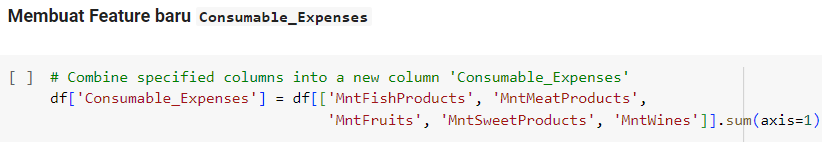 Membuat Feature baru Consumable_Expenses
[ ] # Combine specified columns into a new column 'Consumable_Expenses'
df['Consumable_Expenses'] = df[['MntFishProducts', 'MntMeatProducts',
'MntFruits', 'MntSweetProducts', 'MntWines']].sum(axis=1)